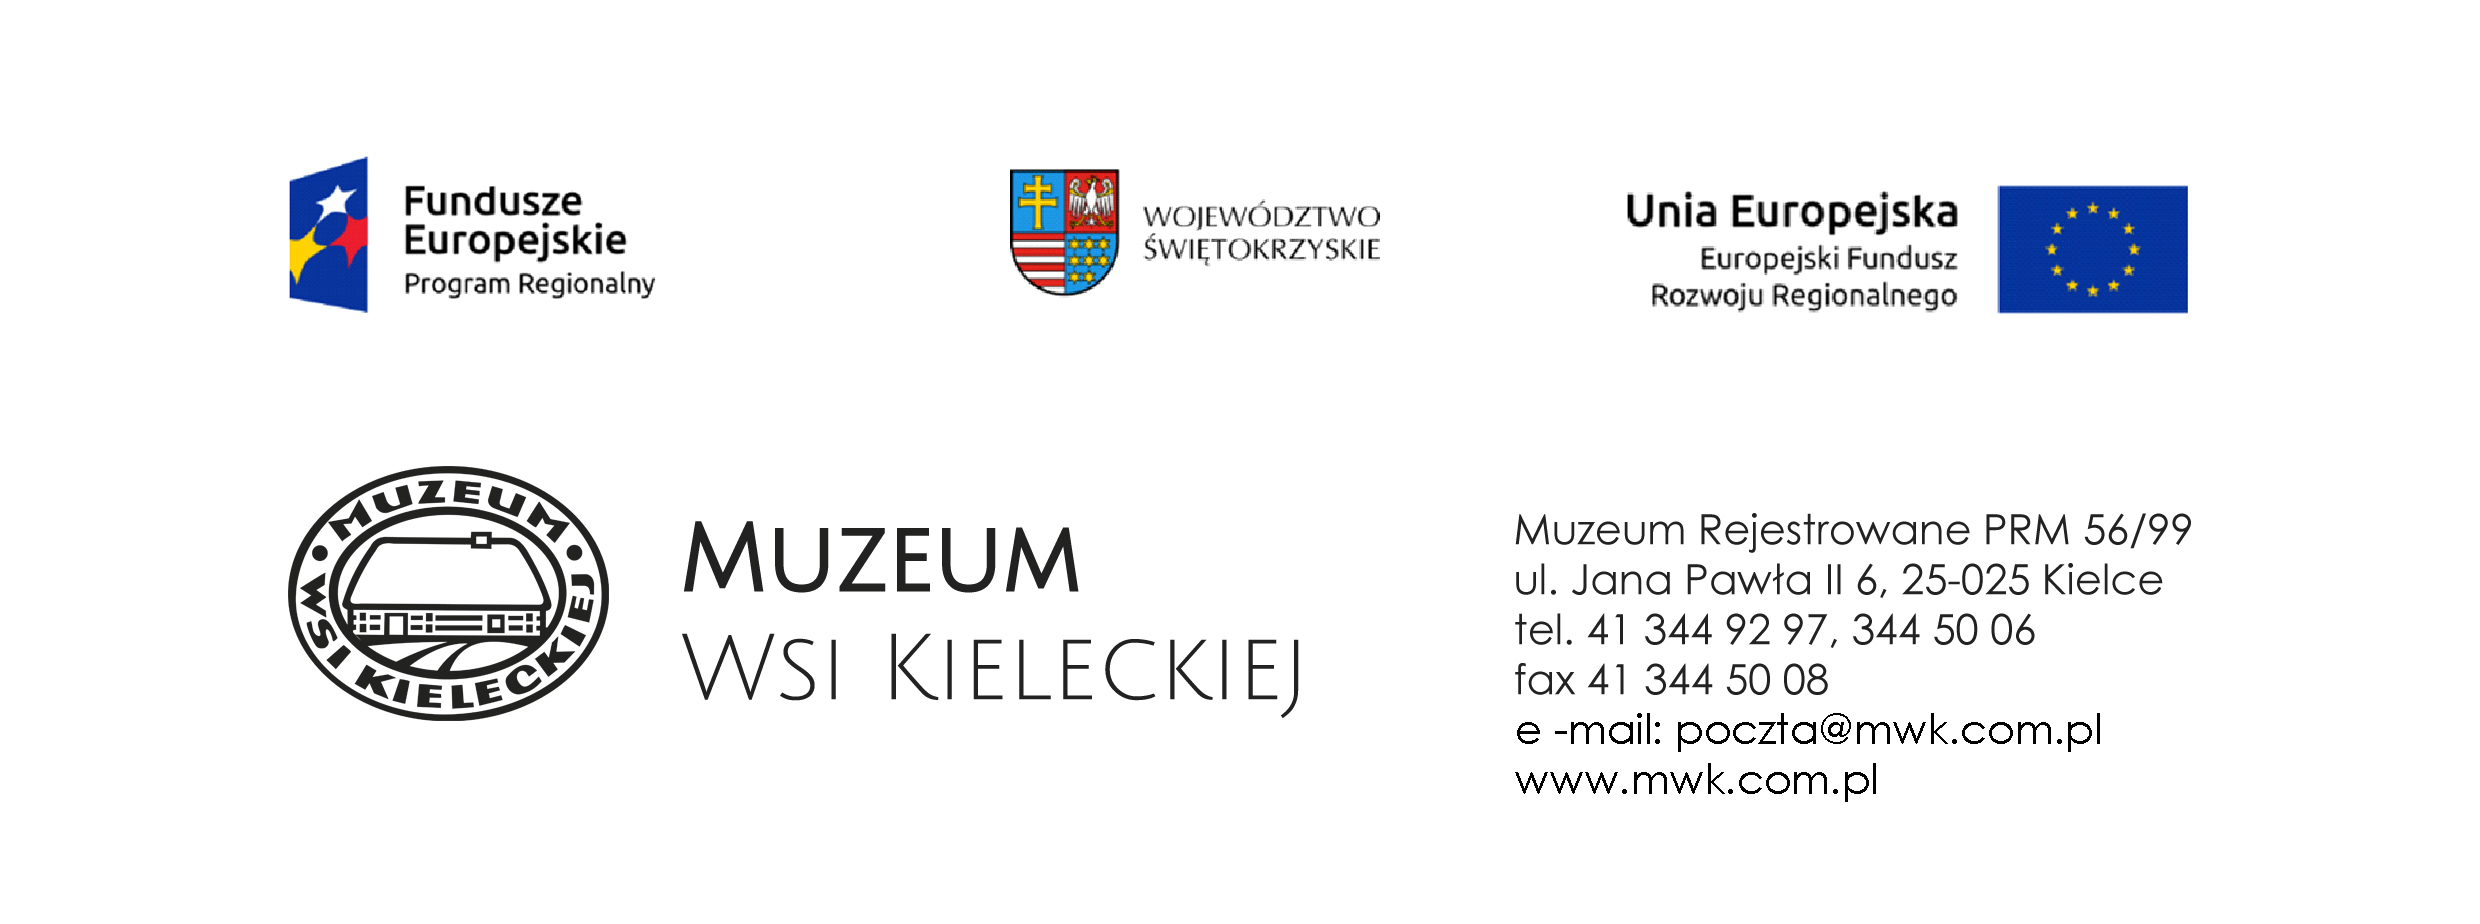 Fundusze
Europejskie
Program Regionalny
WOJEWÓDZTWO
ŚWIĘTOKRZYSKIE
Unia Europejska
Europejski Fundusz
Rozwoju Regionalnego
• MUZEUM •
WSI KIELECKIEJ
MUZEUM
WSI KIELECKIEJ
Muzeum Rejestrowane PRM 56/99
ul. Jana Pawła II 6, 25-025 Kielce
tel. 41 344 92 97, 344 50 06
fax 41 344 50 08
e -mail: poczta@mwk.com.pl
www.mwk.com.pl